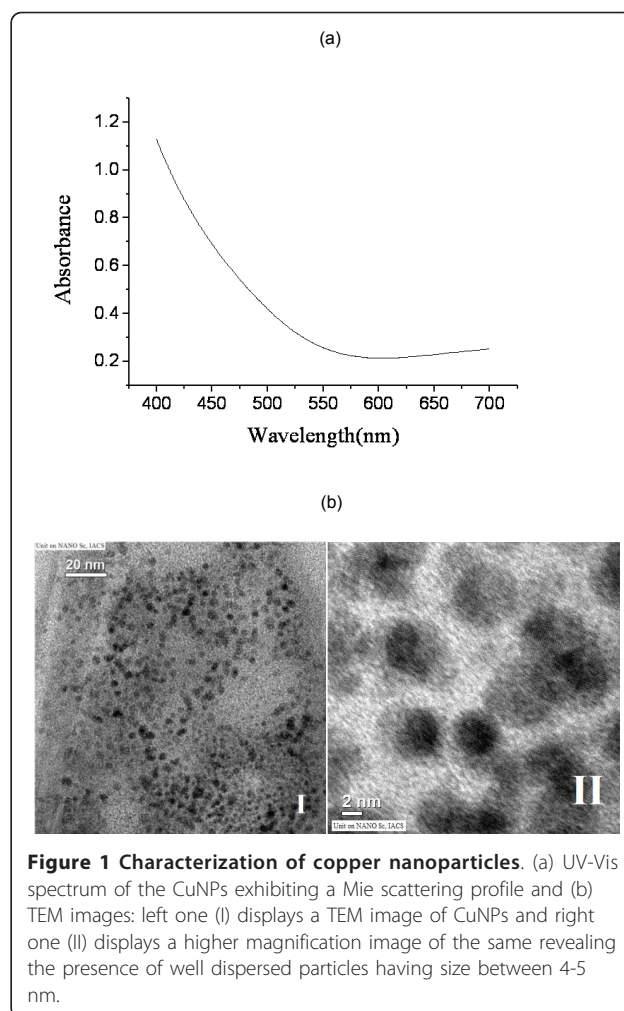 (a)
1.2
1.0
0.8
0.6
0.4
0.2
Absorbance
400 450 500 550 600 650 700
Wavelength(nm)
(b)
Unit on NANO Sc, IACS
20 nm
I
II
2 nm
Unit on NANO Sc, IACS
Figure 1 Characterization of copper nanoparticles. (a) UV-Vis
spectrum of the CuNPs exhibiting a Mie scattering profile and (b)
TEM images: left one (I) displays a TEM image of CuNPs and right
one (II) displays a higher magnification image of the same revealing
the presence of well dispersed particles having size between 4-5
nm.